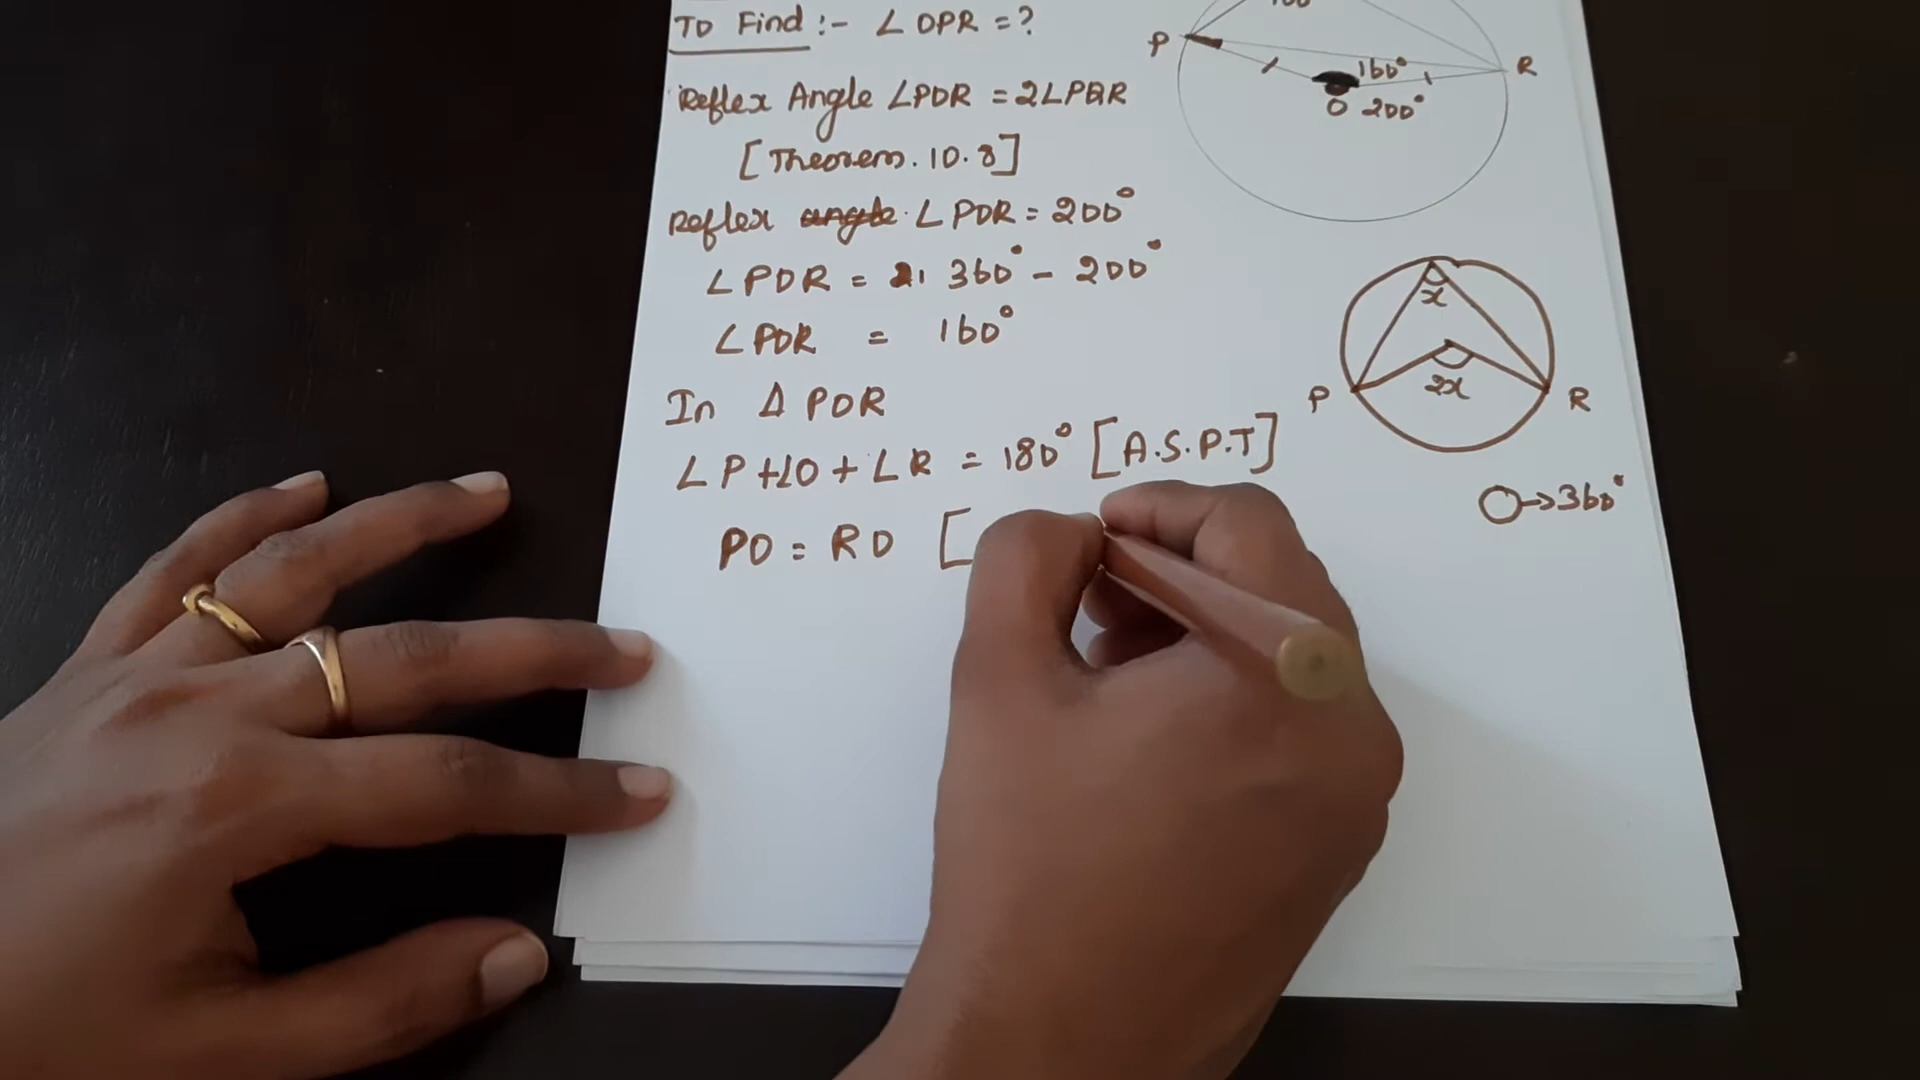 TO Find :- ∠OPR = ?
Reflex Angle ∠POR = 2∠PQR
[Theorem. 10.8]
Reflex angle ∠POR = 200°
∠POR = 360° - 200°
∠POR = 160°
In Δ POR
∠P+∠O+∠R = 180° [A.S.P.T]
PO = RO [
P
R
160°
O 200°
x
2x
P
R
O→360°